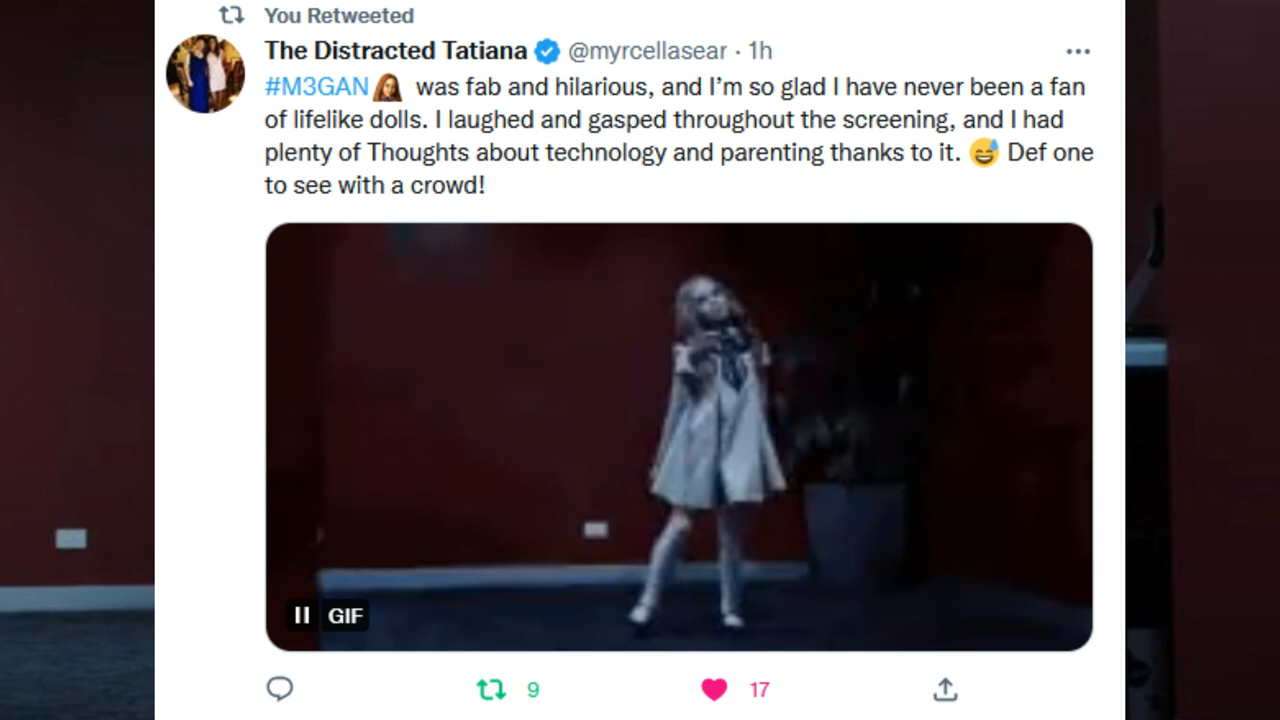 You Retweeted
The Distracted Tatiana @myrcellasear · 1h
#M3GAN was fab and hilarious, and I’m so glad I have never been a fan
of lifelike dolls. I laughed and gasped throughout the screening, and I had
plenty of Thoughts about technology and parenting thanks to it. 😅 Def one
to see with a crowd!
GIF
9 17